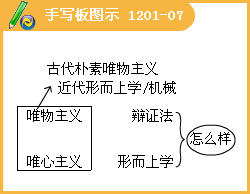 手写板图示 1201-07
古代朴素唯物主义
近代形而上学/机械
唯物主义 辩证法
怎么样
唯心主义 形而上学